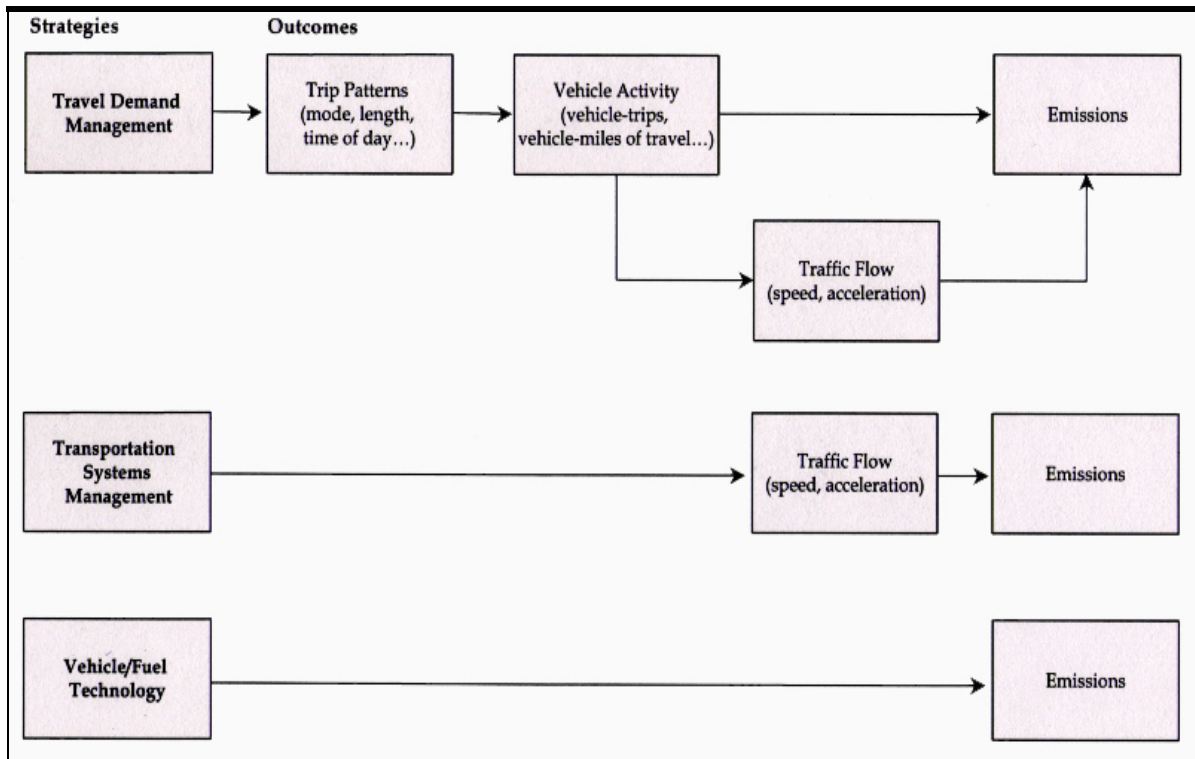 Strategies
Outcomes
Travel Demand
Management
Trip Patterns
(mode, length,
time of day…)
Vehicle Activity
(vehicle-trips,
vehicle-miles of travel…)
Emissions
Traffic Flow
(speed, acceleration)
Transportation
Systems
Management
Traffic Flow
(speed, acceleration)
Emissions
Vehicle/Fuel
Technology
Emissions